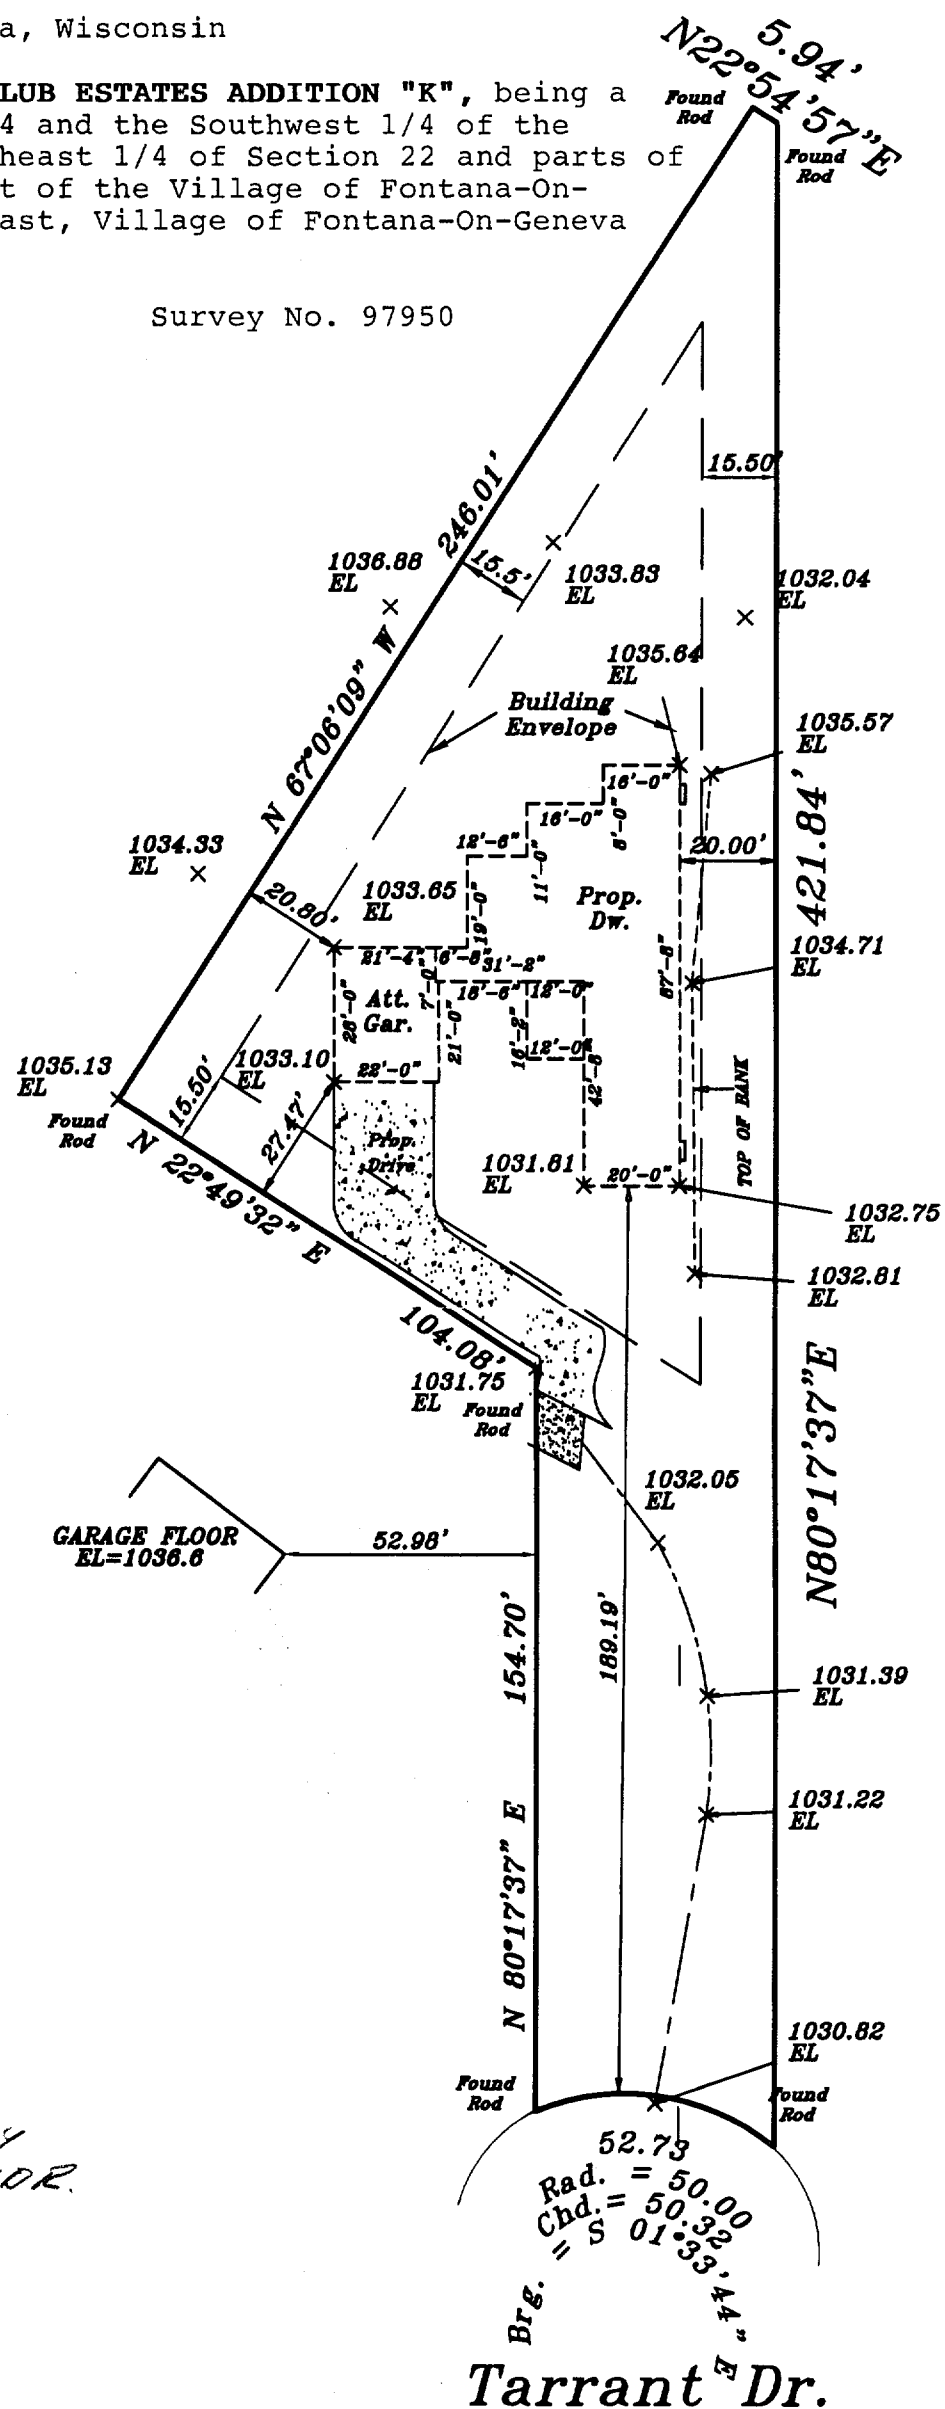 a, Wisconsin
LUB ESTATES ADDITION "K", being a
4 and the Southwest 1/4 of the
heast 1/4 of Section 22 and parts of
t of the Village of Fontana-On-
ast, Village of Fontana-On-Geneva
Survey No. 97950
5.94'
N22°54'57"E
Found
Rod
Found
Rod
246.01'
N 67°06'09" W
15.50'
15.5'
1036.88
EL
1033.83
EL
1032.04
EL
1035.64
EL
Building
Envelope
1035.57
EL
421.84'
N80°17'37"E
16'-0"
16'-0"
8'-0"
12'-6"
11'-0"
20.00'
Prop.
Dw.
1034.33
EL
20.80'
1033.65
EL
19'-0"
21'-4"
6'-8"
31'-2"
7'-0"
18'-6"
12'-0"
Att.
Gar.
28'-0"
21'-0"
16'-2"
12'-0"
42'-8"
87'-8"
1034.71
EL
TOP OF BANK
1035.13
EL
Found
Rod
15.50'
1033.10
EL
22'-0"
27.47'
Prop.
Drive
N 22°49'32" E
104.08'
1031.81
EL
20'-0"
1032.75
EL
1032.81
EL
1031.75
EL
Found
Rod
1032.05
EL
GARAGE FLOOR
EL=1036.6
52.98'
154.70'
N 80°17'37" E
189.19'
1031.39
EL
1031.22
EL
1030.82
EL
Found
Rod
Found
Rod
52.73
Rad. = 50.00
Chd. = 50.32
Brg. = S 01°33'44" E
Tarrant Dr.